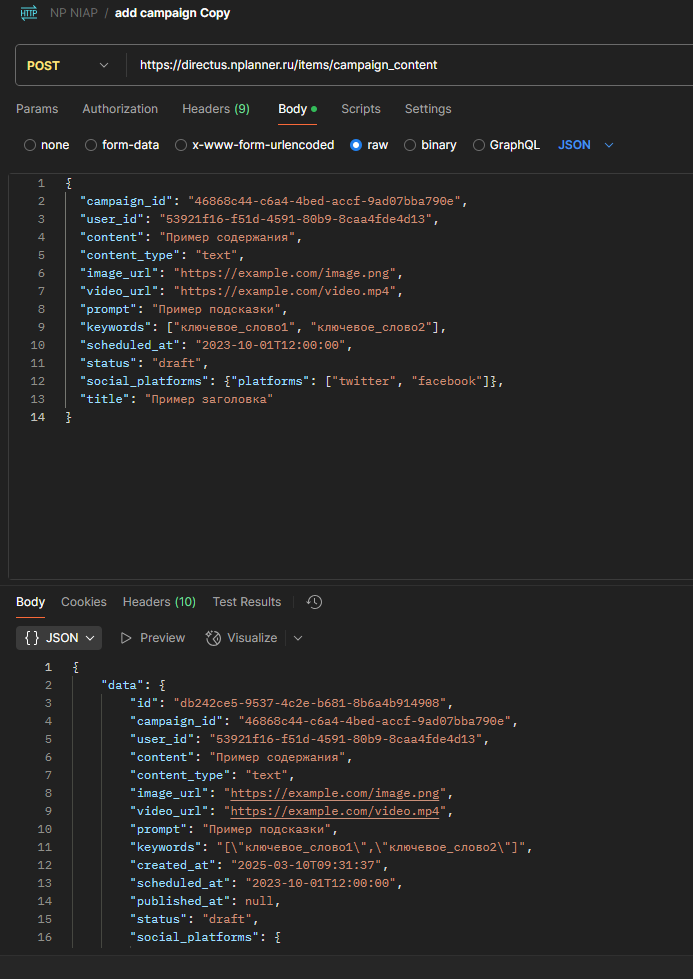 HTTP NP NIAP / add campaign Copy
POST https://directus.nplanner.ru/items/campaign_content
Params Authorization Headers (9) Body Scripts Settings
none form-data x-www-form-urlencoded raw binary GraphQL JSON
1 {
2 "campaign_id": "46868c44-c6a4-4bed-accf-9ad07bba790e",
3 "user_id": "53921f16-f51d-4591-80b9-8caa4fde4d13",
4 "content": "Пример содержания",
5 "content_type": "text",
6 "image_url": "https://example.com/image.png",
7 "video_url": "https://example.com/video.mp4",
8 "prompt": "Пример подсказки",
9 "keywords": ["ключевое_слово1", "ключевое_слово2"],
10 "scheduled_at": "2023-10-01T12:00:00",
11 "status": "draft",
12 "social_platforms": {"platforms": ["twitter", "facebook"]},
13 "title": "Пример заголовка"
14 }
Body Cookies Headers (10) Test Results
{} JSON Preview Visualize
1 {
2 "data": {
3 "id": "db242ce5-9537-4c2e-b681-8b6a4b914908",
4 "campaign_id": "46868c44-c6a4-4bed-accf-9ad07bba790e",
5 "user_id": "53921f16-f51d-4591-80b9-8caa4fde4d13",
6 "content": "Пример содержания",
7 "content_type": "text",
8 "image_url": "https://example.com/image.png",
9 "video_url": "https://example.com/video.mp4",
10 "prompt": "Пример подсказки",
11 "keywords": "[\"ключевое_слово1\",\"ключевое_слово2\"]",
12 "created_at": "2025-03-10T09:31:37",
13 "scheduled_at": "2023-10-01T12:00:00",
14 "published_at": null,
15 "status": "draft",
16 "social_platforms": {